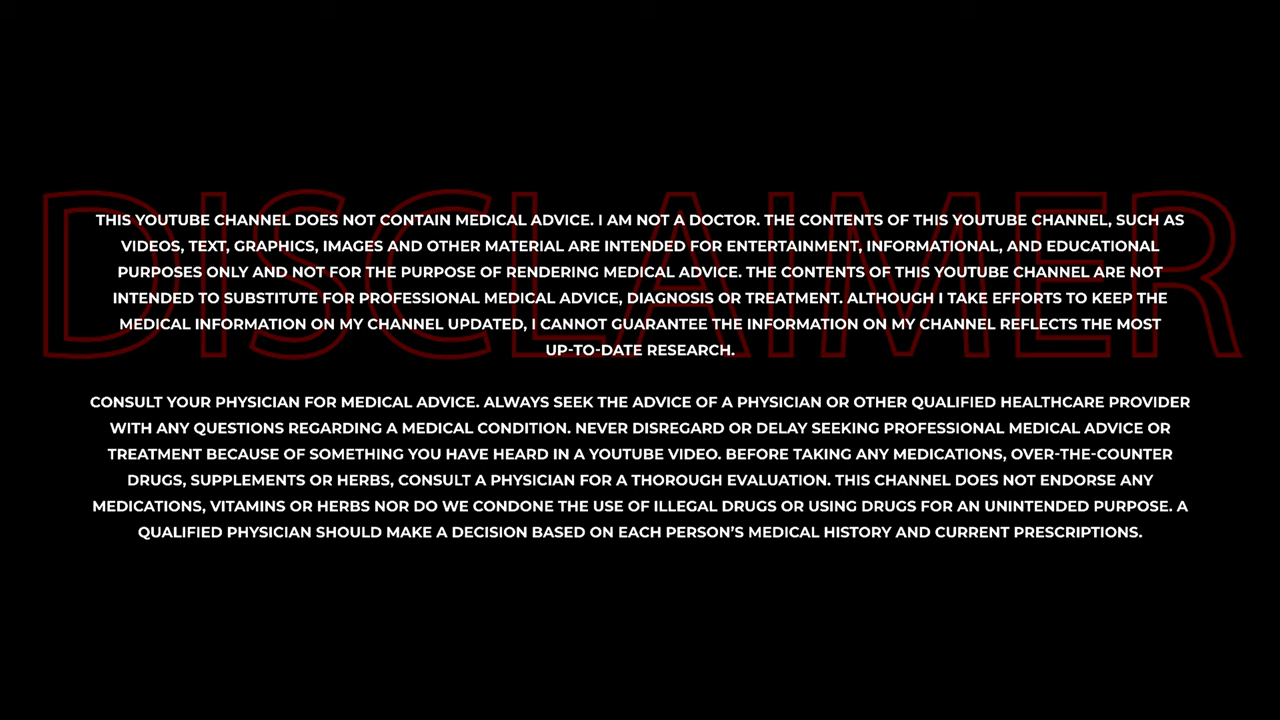 DISCLAIMER
THIS YOUTUBE CHANNEL DOES NOT CONTAIN MEDICAL ADVICE. I AM NOT A DOCTOR. THE CONTENTS OF THIS YOUTUBE CHANNEL, SUCH AS
VIDEOS, TEXT, GRAPHICS, IMAGES AND OTHER MATERIAL ARE INTENDED FOR ENTERTAINMENT, INFORMATIONAL, AND EDUCATIONAL
PURPOSES ONLY AND NOT FOR THE PURPOSE OF RENDERING MEDICAL ADVICE. THE CONTENTS OF THIS YOUTUBE CHANNEL ARE NOT
INTENDED TO SUBSTITUTE FOR PROFESSIONAL MEDICAL ADVICE, DIAGNOSIS OR TREATMENT. ALTHOUGH I TAKE EFFORTS TO KEEP THE
MEDICAL INFORMATION ON MY CHANNEL UPDATED, I CANNOT GUARANTEE THE INFORMATION ON MY CHANNEL REFLECTS THE MOST
UP-TO-DATE RESEARCH.
CONSULT YOUR PHYSICIAN FOR MEDICAL ADVICE. ALWAYS SEEK THE ADVICE OF A PHYSICIAN OR OTHER QUALIFIED HEALTHCARE PROVIDER
WITH ANY QUESTIONS REGARDING A MEDICAL CONDITION. NEVER DISREGARD OR DELAY SEEKING PROFESSIONAL MEDICAL ADVICE OR
TREATMENT BECAUSE OF SOMETHING YOU HAVE HEARD IN A YOUTUBE VIDEO. BEFORE TAKING ANY MEDICATIONS, OVER-THE-COUNTER
DRUGS, SUPPLEMENTS OR HERBS, CONSULT A PHYSICIAN FOR A THOROUGH EVALUATION. THIS CHANNEL DOES NOT ENDORSE ANY
MEDICATIONS, VITAMINS OR HERBS NOR DO WE CONDONE THE USE OF ILLEGAL DRUGS OR USING DRUGS FOR AN UNINTENDED PURPOSE. A
QUALIFIED PHYSICIAN SHOULD MAKE A DECISION BASED ON EACH PERSON'S MEDICAL HISTORY AND CURRENT PRESCRIPTIONS.